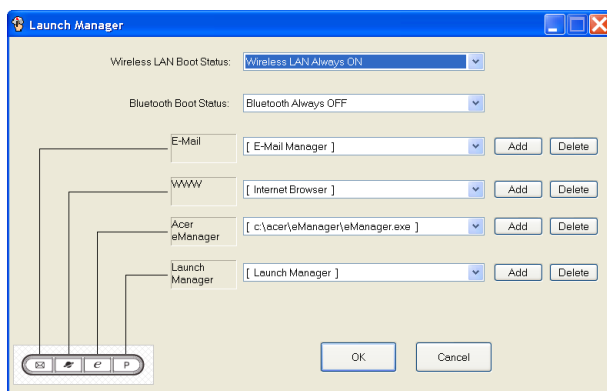 Launch Manager
Wireless LAN Boot Status: Wireless LAN Always ON
Bluetooth Boot Status: Bluetooth Always OFF
E-Mail [ E-Mail Manager ] Add Delete
WWW [ Internet Browser ] Add Delete
Acer eManager [ c:\acer\eManager\eManager.exe ] Add Delete
Launch Manager [ Launch Manager ] Add Delete
e P
OK Cancel